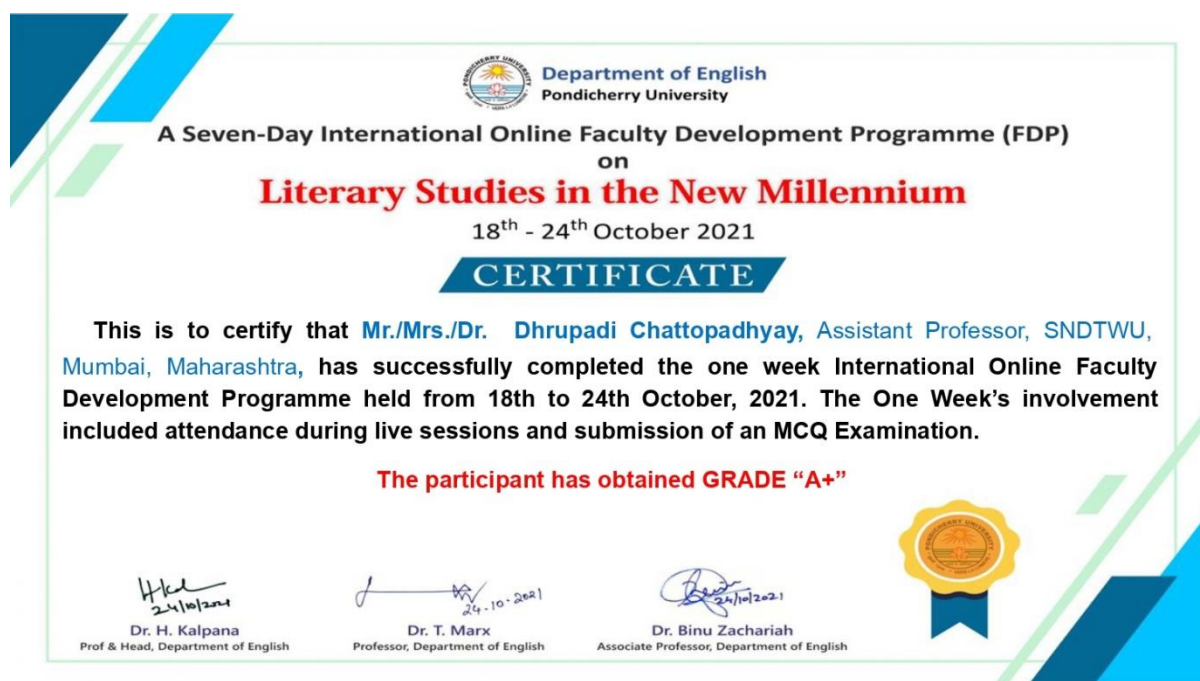 Department of English
Pondicherry University
A Seven-Day International Online Faculty Development Programme (FDP)
on
Literary Studies in the New Millennium
18th - 24th October 2021
CERTIFICATE
This is to certify that Mr./Mrs./Dr. Dhrupadi Chattopadhyay, Assistant Professor, SNDTWU,
Mumbai, Maharashtra, has successfully completed the one week International Online Faculty
Development Programme held from 18th to 24th October, 2021. The One Week’s involvement
included attendance during live sessions and submission of an MCQ Examination.
The participant has obtained GRADE “A+”
24/10/2021
24-10-2021
24/10/2021
Dr. H. Kalpana
Prof & Head, Department of English
Dr. T. Marx
Professor, Department of English
Dr. Binu Zachariah
Associate Professor, Department of English
PONDICHERRY UNIVERSITY